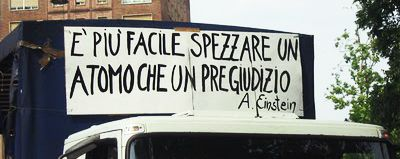 E' PIÙ FACILE SPEZZARE UN
ATOMO CHE UN PREGIUDIZIO
A. Einstein